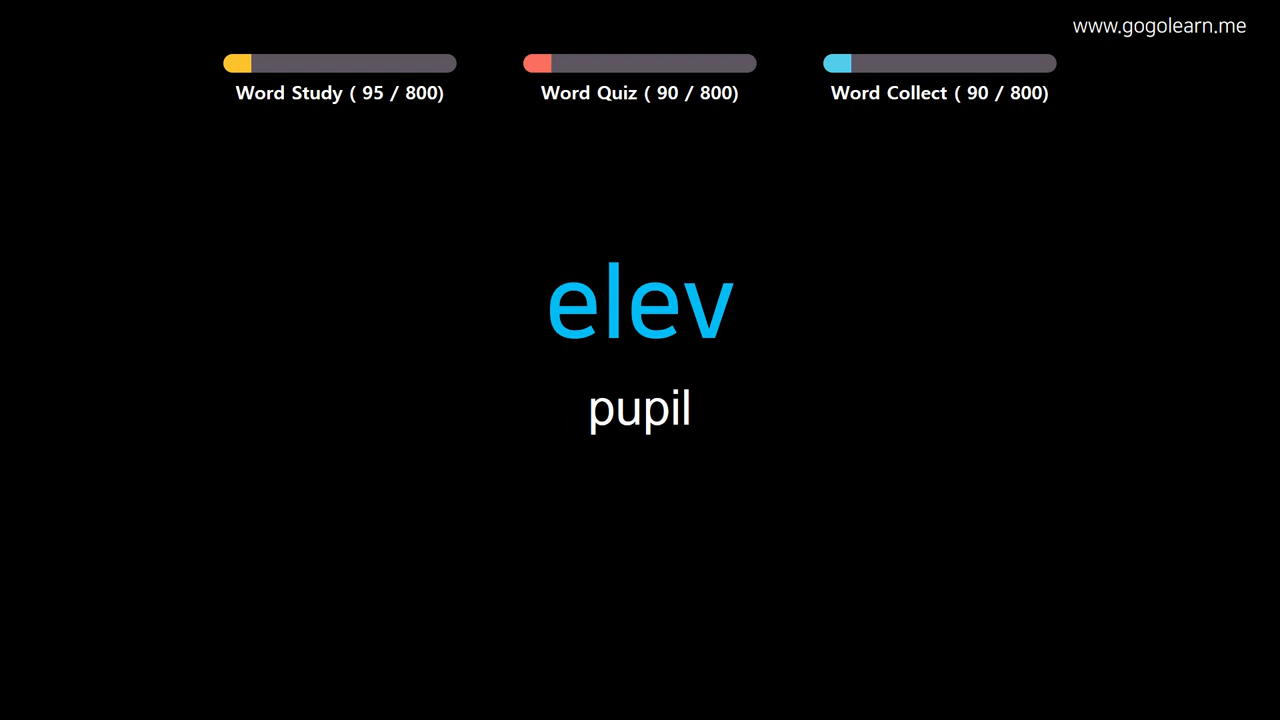 www.gogolearn.me
Word Study ( 95 / 800)
Word Quiz ( 90 / 800)
Word Collect ( 90 / 800)
elev
pupil